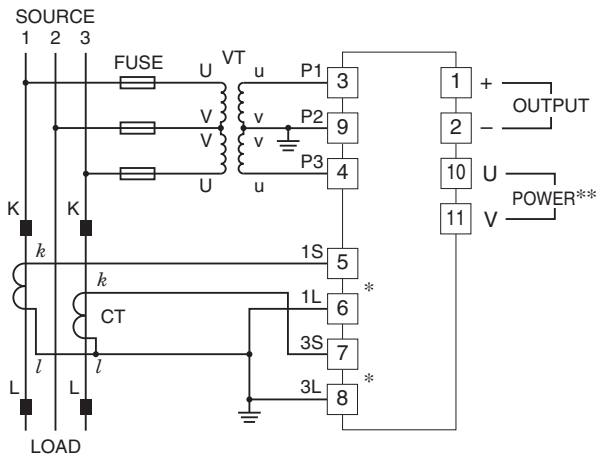 SOURCE
1 2 3
FUSE
VT
U u P1 3
V v P2 9
V v
U u P3 4
1 +
OUTPUT
2 −
10 U
POWER**
11 V
K K
k 1S 5
*
k 1L 6
CT
3S 7
l l
*
L L 3L 8
LOAD